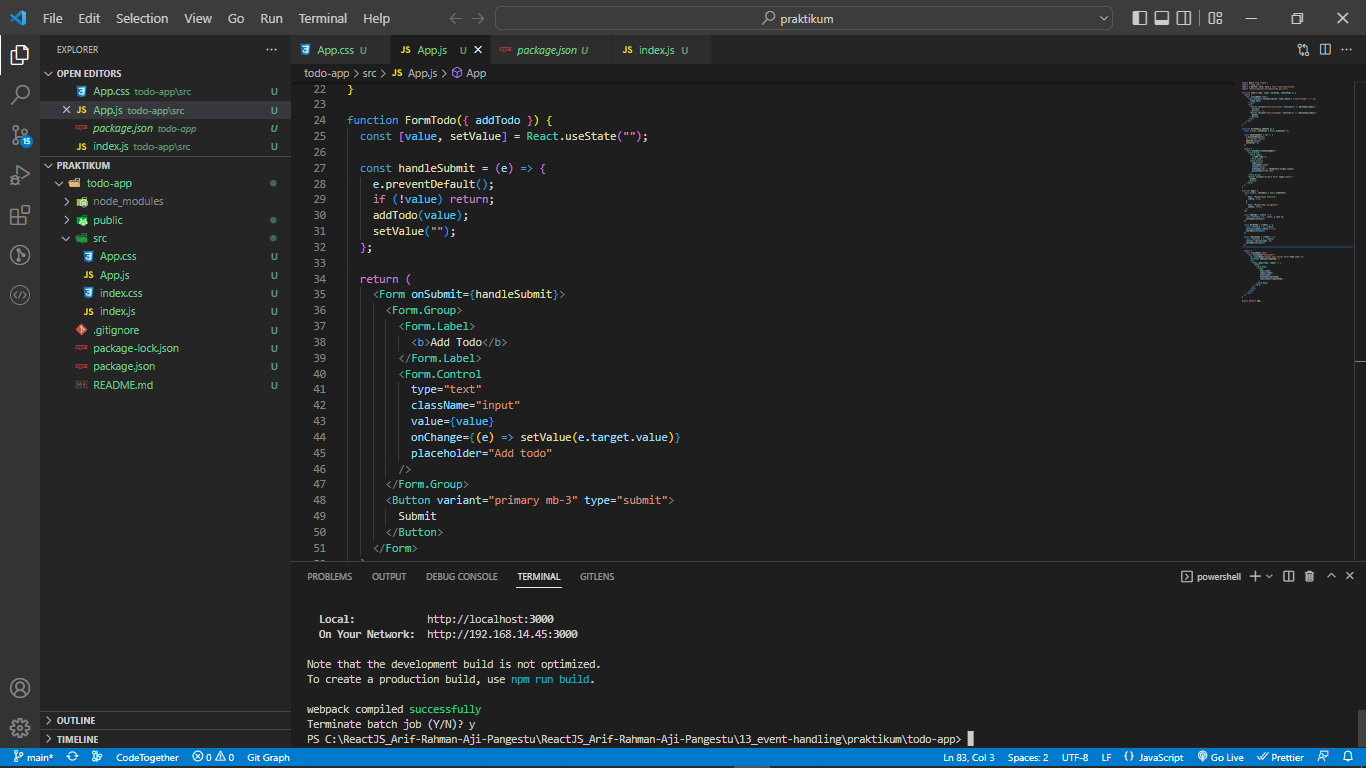 File Edit Selection View Go Run Terminal Help
praktikum
EXPLORER
OPEN EDITORS
App.css todo-app\src U
App.js todo-app\src U
package.json todo-app U
index.js todo-app\src U
PRAKTIKUM
todo-app
node_modules
public
src
App.css U
App.js U
index.css U
index.js U
.gitignore U
package-lock.json U
package.json U
README.md U
OUTLINE
TIMELINE
15
App.css U
JS App.js U
package.json U
JS index.js U
todo-app > src > JS App.js > App
22 }
23
24 function FormTodo({ addTodo }) {
25 const [value, setValue] = React.useState("");
26
27 const handleSubmit = (e) => {
28 e.preventDefault();
29 if (!value) return;
30 addTodo(value);
31 setValue("");
32 };
33
34 return (
35 <Form onSubmit={handleSubmit}>
36 <Form.Group>
37 <Form.Label>
38 <b>Add Todo</b>
39 </Form.Label>
40 <Form.Control
41 type="text"
42 className="input"
43 value={value}
44 onChange={(e) => setValue(e.target.value)}
45 placeholder="Add todo"
46 />
47 </Form.Group>
48 <Button variant="primary mb-3" type="submit">
49 Submit
50 </Button>
51 </Form>
PROBLEMS OUTPUT DEBUG CONSOLE TERMINAL GITLENS
powershell
Local: http://localhost:3000
On Your Network: http://192.168.14.45:3000
Note that the development build is not optimized.
To create a production build, use npm run build.
webpack compiled successfully
Terminate batch job (Y/N)? y
PS C:\ReactJS_Arif-Rahman-Aji-Pangestu\ReactJS_Arif-Rahman-Aji-Pangestu\13_event-handling\praktikum\todo-app>
main* CodeTogether 0 0 Git Graph Ln 83, Col 3 Spaces: 2 UTF-8 LF {} JavaScript Go Live Prettier